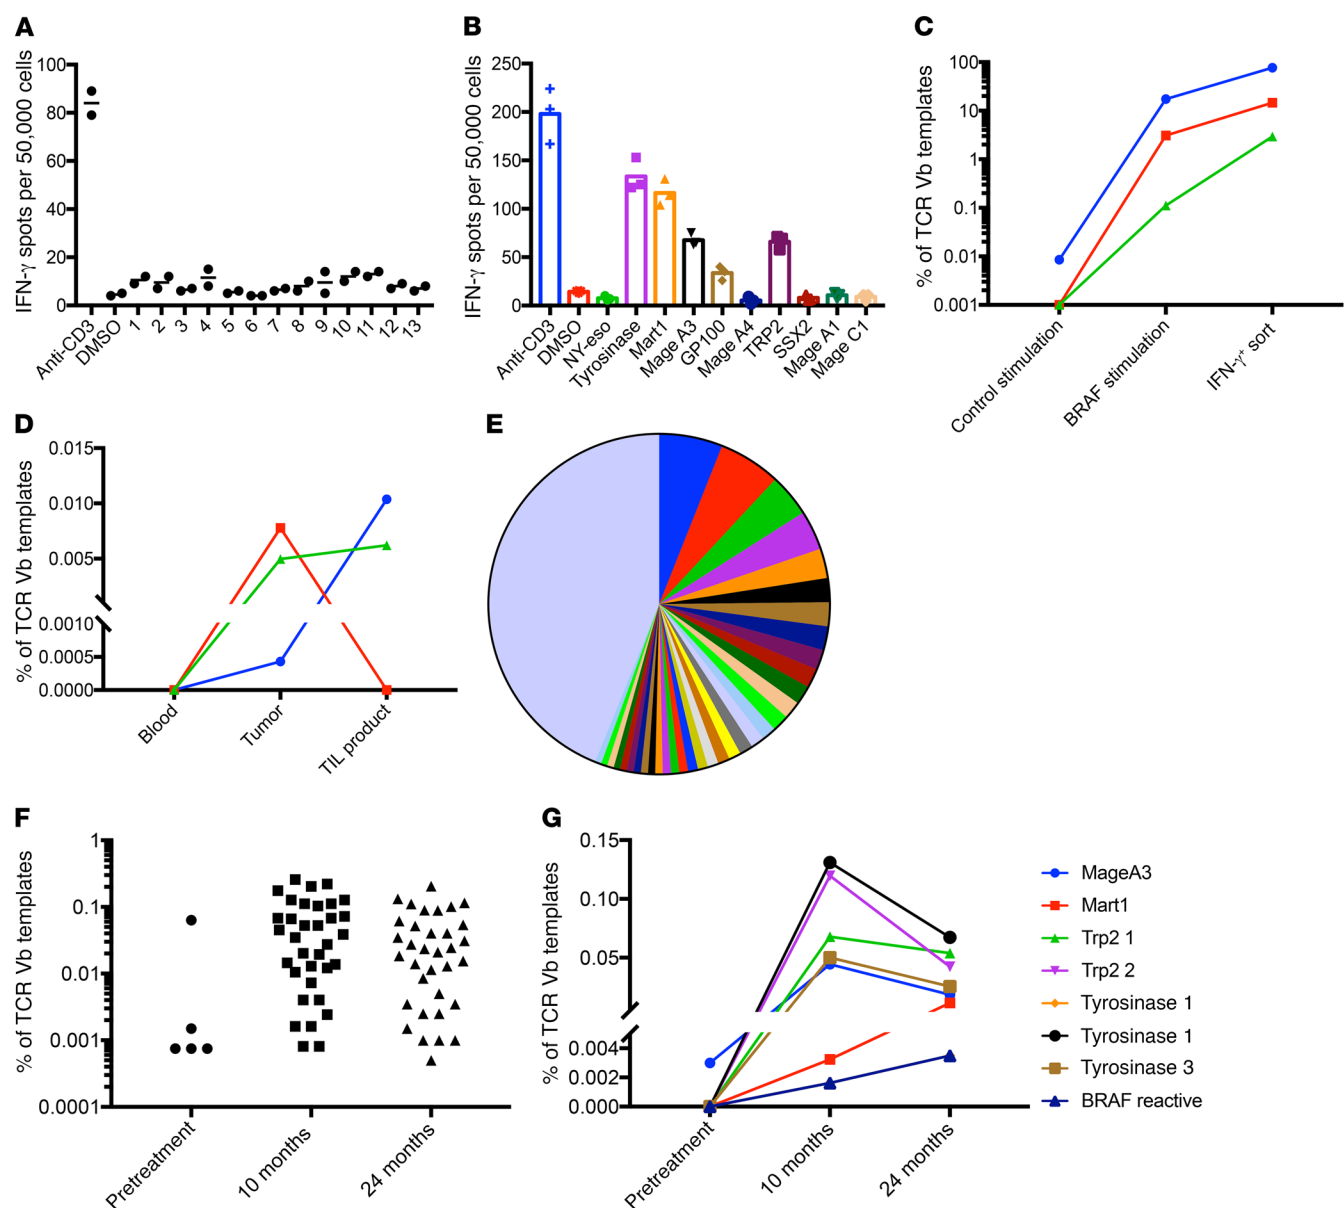 A
IFN-γ spots per 50,000 cells
100
80
60
40
20
0
Anti-CD3
DMSO
1
2
3
4
5
6
7
8
9
10
11
12
13
B
IFN-γ spots per 50,000 cells
250
200
150
100
50
0
Anti-CD3
DMSO
NY-eso
Tyrosinase
Mart1
Mage A3
GP100
Mage A4
TRP2
SSX2
Mage A1
Mage C1
C
% of TCR Vb templates
100
10
1
0.1
0.01
0.001
Control stimulation
BRAF stimulation
IFN-γ+ sort
D
% of TCR Vb templates
0.015
0.010
0.005
0.0010
0.0005
0.0000
Blood
Tumor
TIL product
E
F
% of TCR Vb templates
1
0.1
0.01
0.001
0.0001
Pretreatment
10 months
24 months
G
% of TCR Vb templates
0.15
0.10
0.05
0.004
0.002
0.000
Pretreatment
10 months
24 months
MageA3
Mart1
Trp2 1
Trp2 2
Tyrosinase 1
Tyrosinase 1
Tyrosinase 3
BRAF reactive